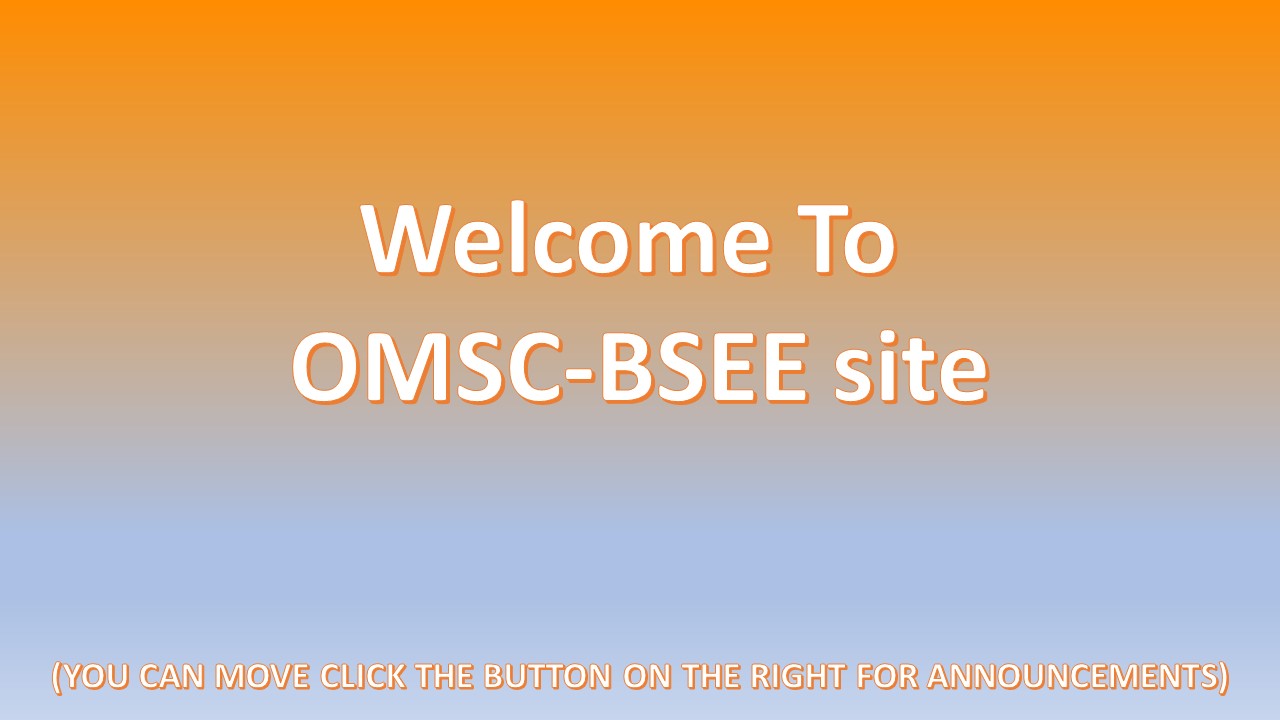 Welcome To
OMSC-BSEE site
(YOU CAN MOVE CLICK THE BUTTON ON THE RIGHT FOR ANNOUNCEMENTS)